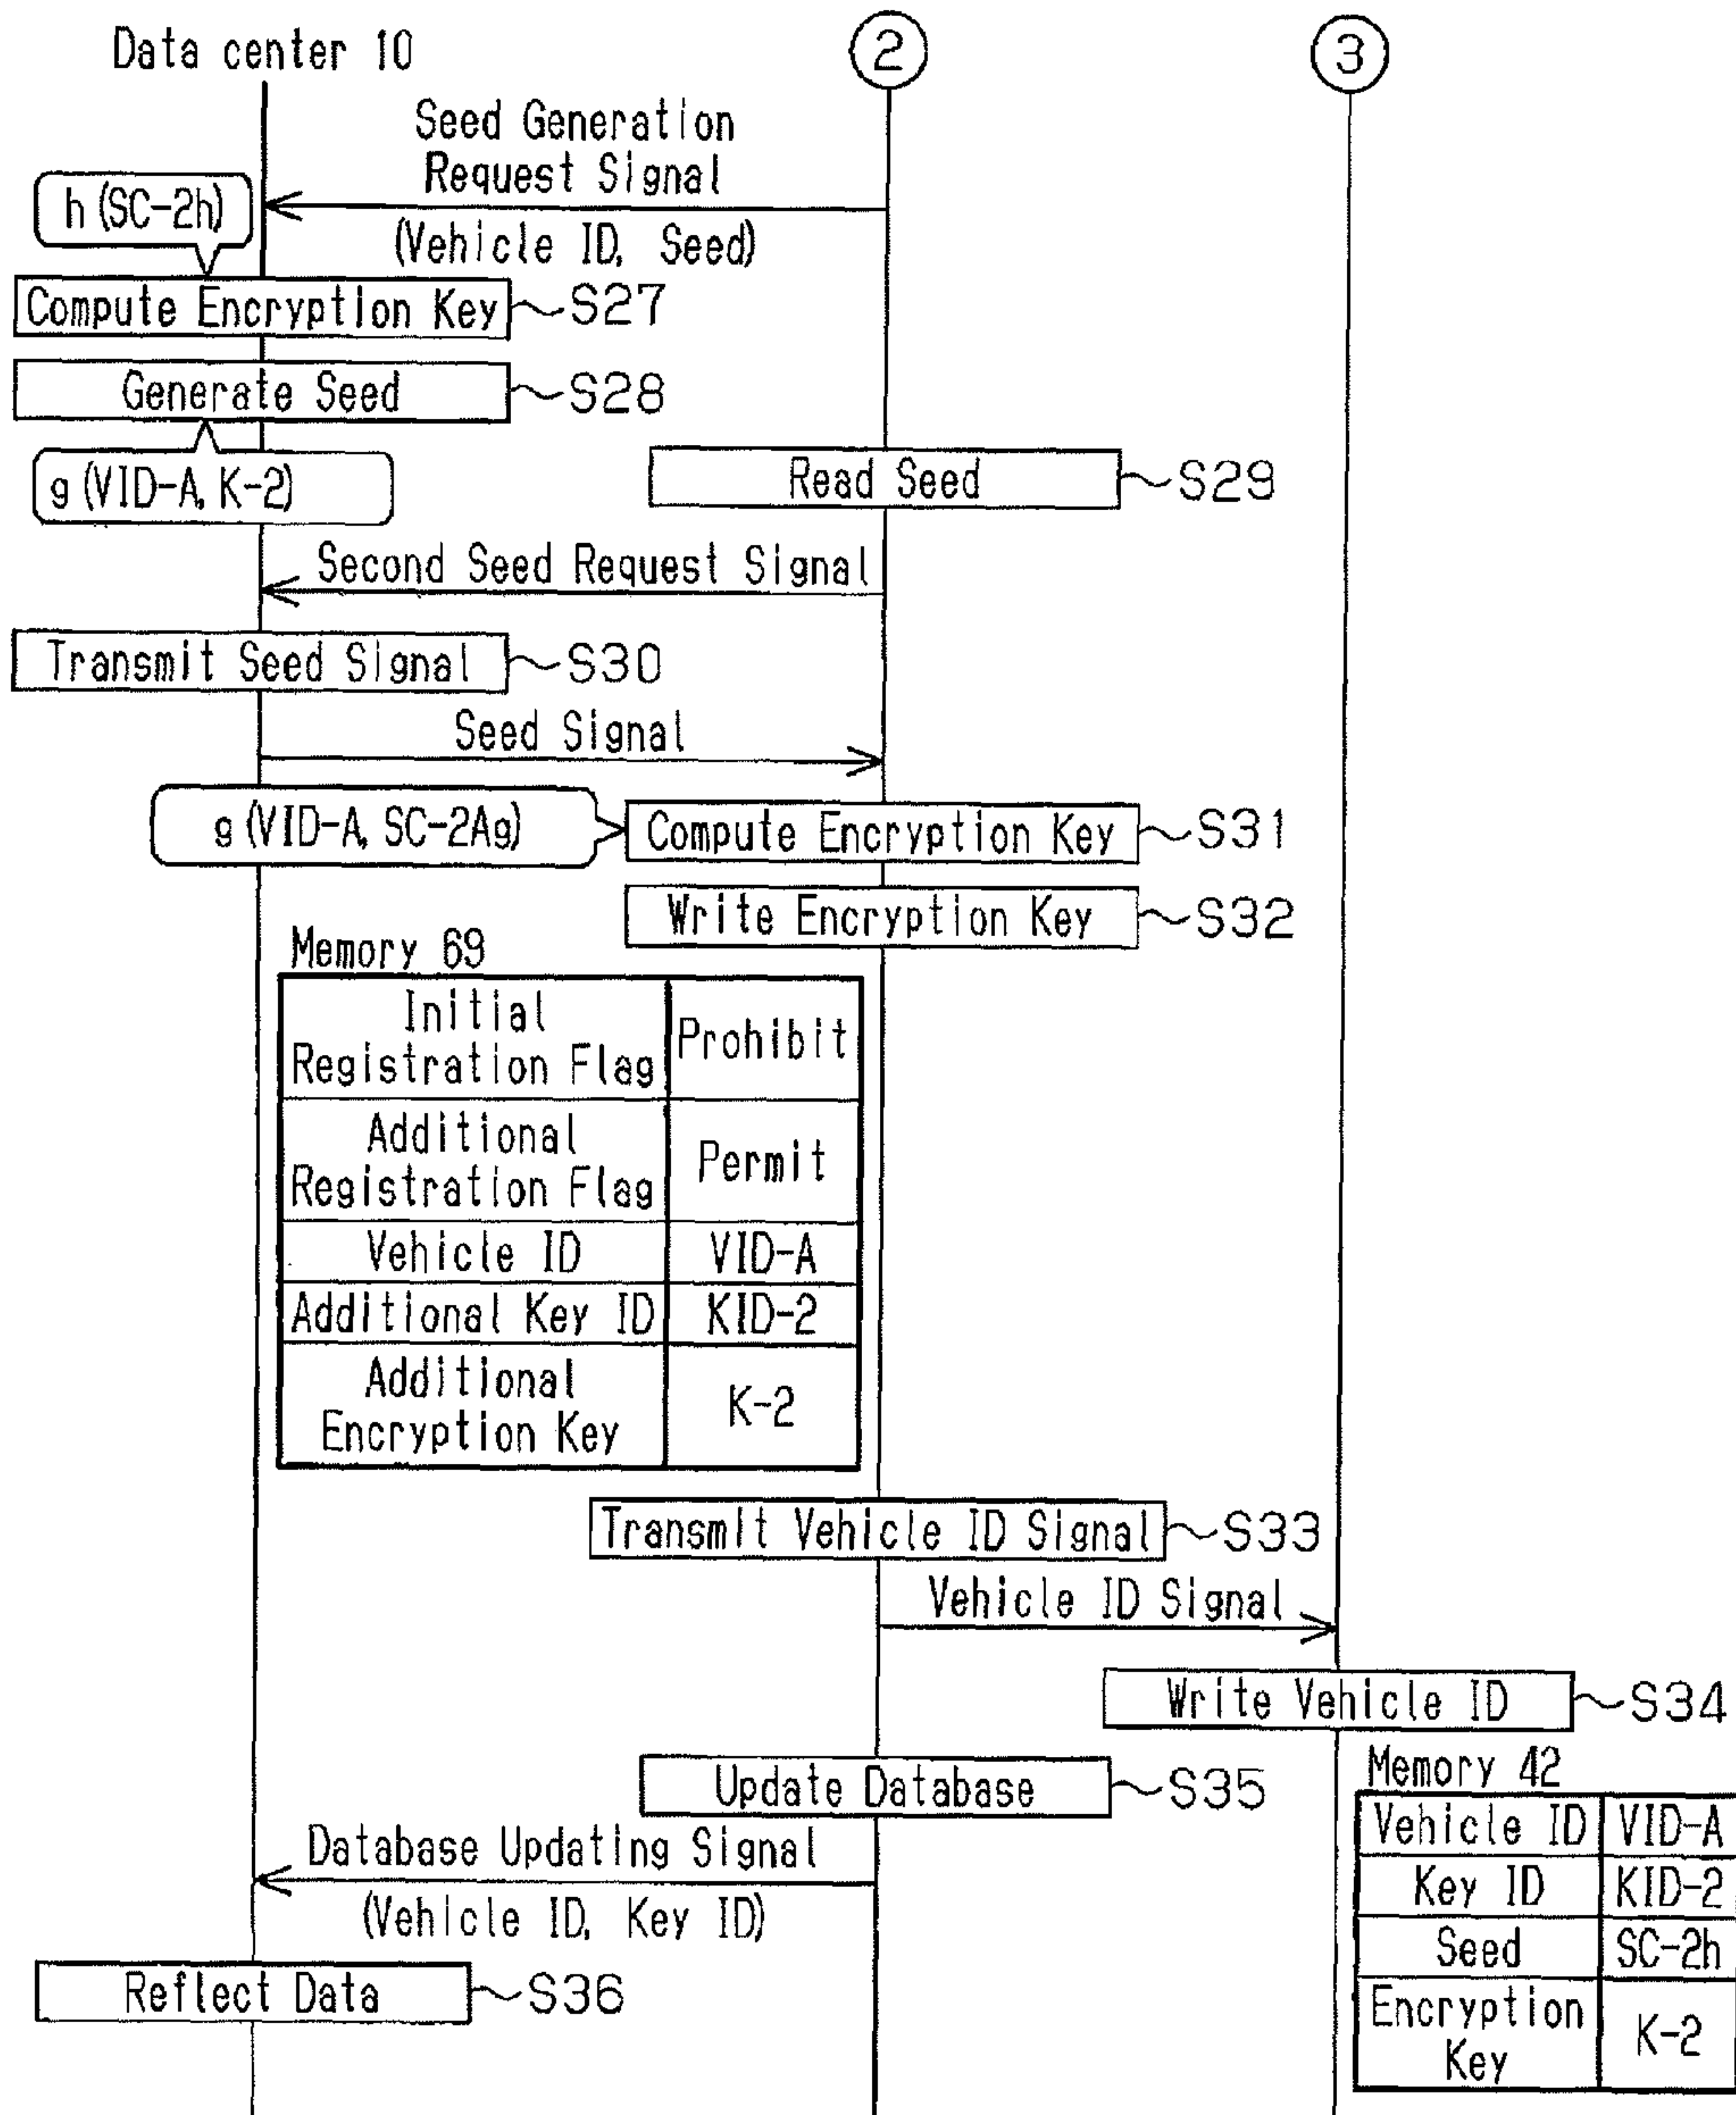 Data center 10
2
3
Seed Generation
Request Signal
h (SC-2h)
(Vehicle ID, Seed)
Compute Encryption Key
S27
Generate Seed
S28
g (VID-A, K-2)
Read Seed
S29
Second Seed Request Signal
Transmit Seed Signal
S30
Seed Signal
g (VID-A, SC-2Ag)
Compute Encryption Key
S31
Write Encryption Key
S32
Memory 69
Initial
Registration Flag
Prohibit
Additional
Registration Flag
Permit
Vehicle ID
VID-A
Additional Key ID
KID-2
Additional
Encryption Key
K-2
Transmit Vehicle ID Signal
S33
Vehicle ID Signal
Write Vehicle ID
S34
Update Database
S35
Memory 42
Vehicle ID
VID-A
Key ID
KID-2
Seed
SC-2h
Encryption
Key
K-2
Database Updating Signal
(Vehicle ID, Key ID)
Reflect Data
S36